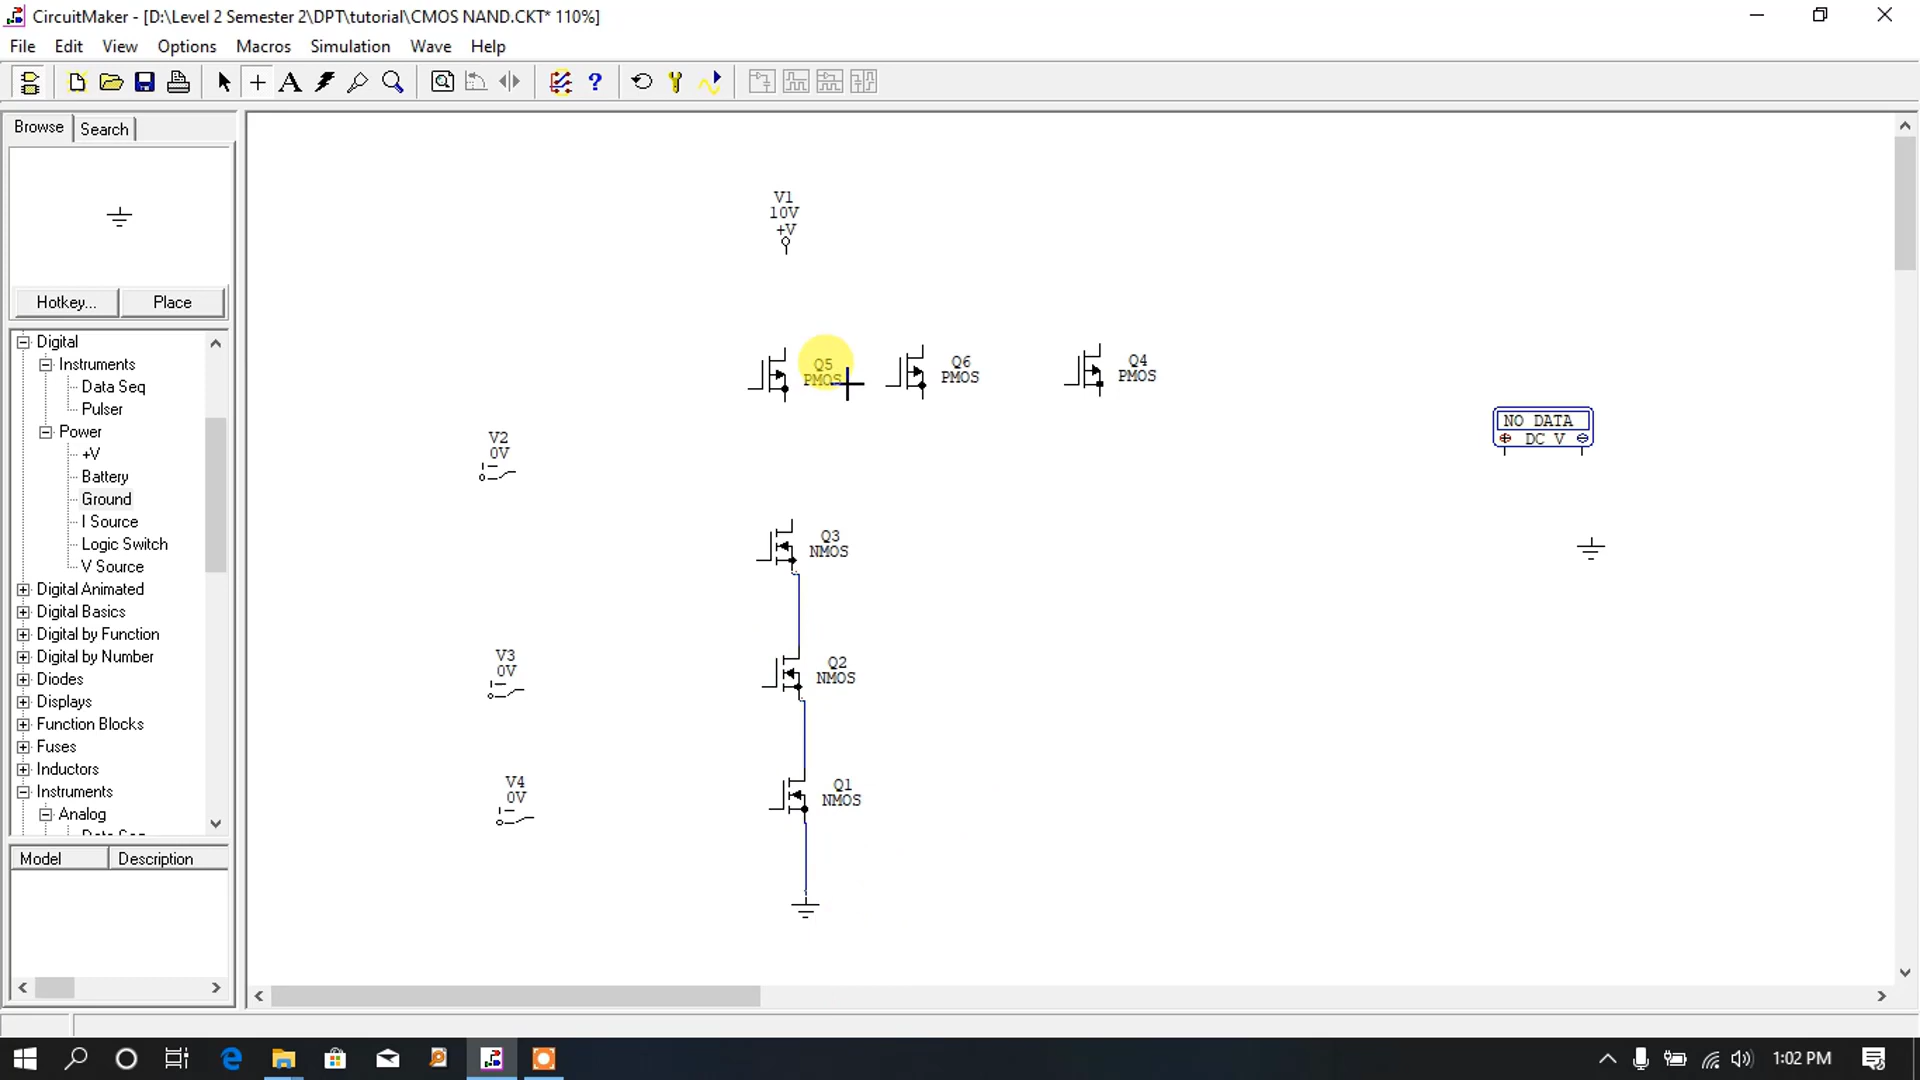 CircuitMaker - [D:\Level 2 Semester 2\DPT\tutorial\CMOS NAND.CKT* 110%]
File Edit View Options Macros Simulation Wave Help
Browse Search
Hotkey... Place
Digital
Instruments
Data Seq
Pulser
Power
+V
Battery
Ground
I Source
Logic Switch
V Source
Digital Animated
Digital Basics
Digital by Function
Digital by Number
Diodes
Displays
Function Blocks
Fuses
Inductors
Instruments
Analog
Data Seq
Model Description
V1
10V
+V
Q5
PMOS
Q6
PMOS
Q4
PMOS
NO DATA
DC V
V2
0V
Q3
NMOS
V3
0V
Q2
NMOS
V4
0V
Q1
NMOS
1:02 PM